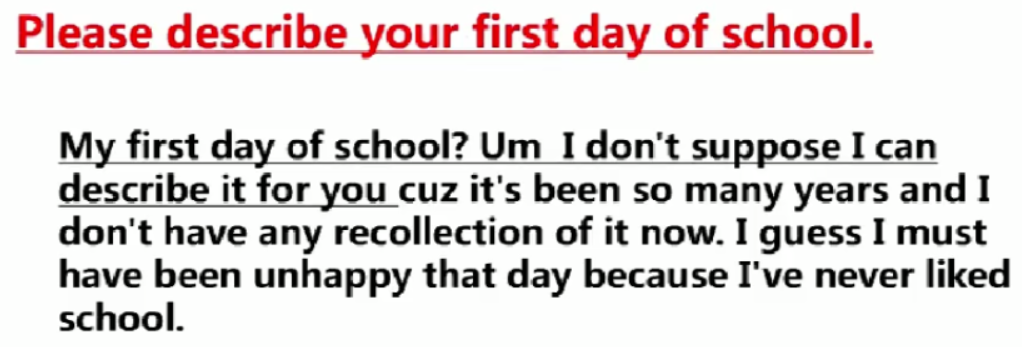 Please describe your first day of school.
My first day of school? Um  I don't suppose I can
describe it for you cuz it's been so many years and I
don't have any recollection of it now. I guess I must
have been unhappy that day because I've never liked
school.